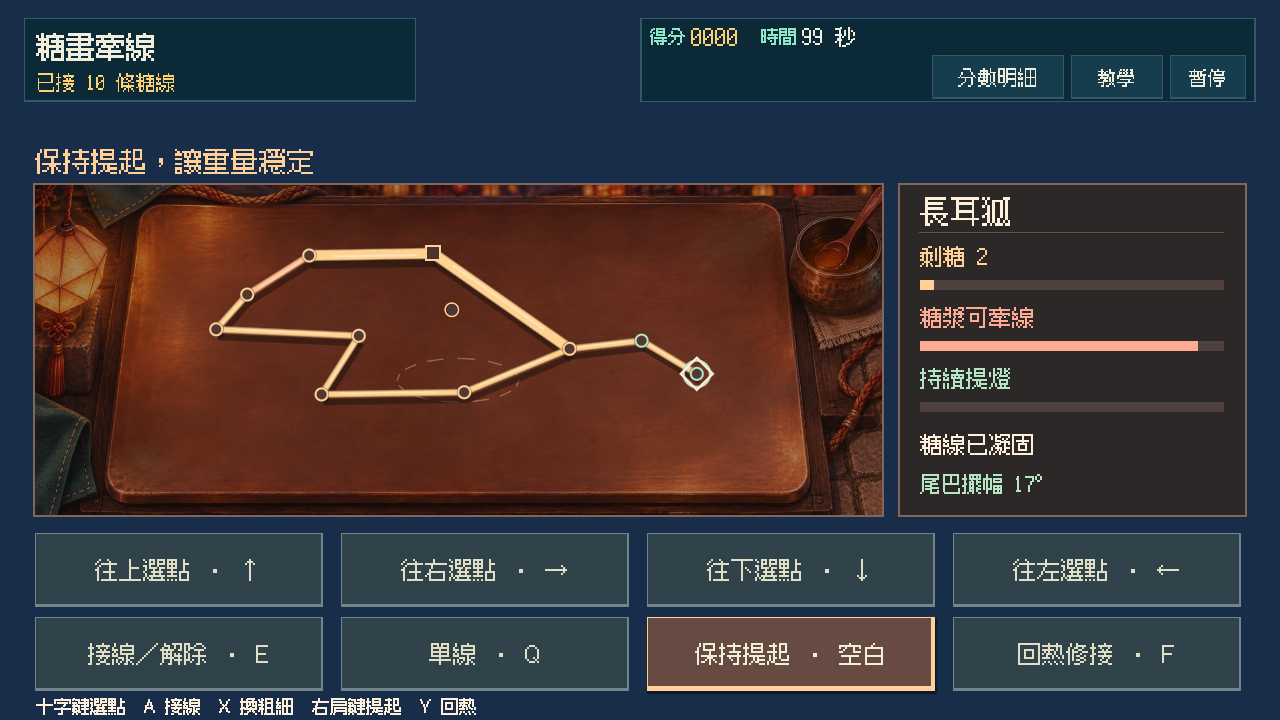 糖畫牽線
已接 10 條糖線
得分 0000 時間 99 秒
分數明細 教學 暫停
保持提起，讓重量穩定
長耳狐
剩糖 2
糖漿可牽線
持續提燈
糖線已凝固
尾巴擺幅 17°
往上選點 · ↑
往右選點 · →
往下選點 · ↓
往左選點 · ←
接線／解除 · E
單線 · Q
保持提起 · 空白
回熱修接 · F
十字鍵選點 A 接線 X 換粗細 右肩鍵提起 Y 回熱